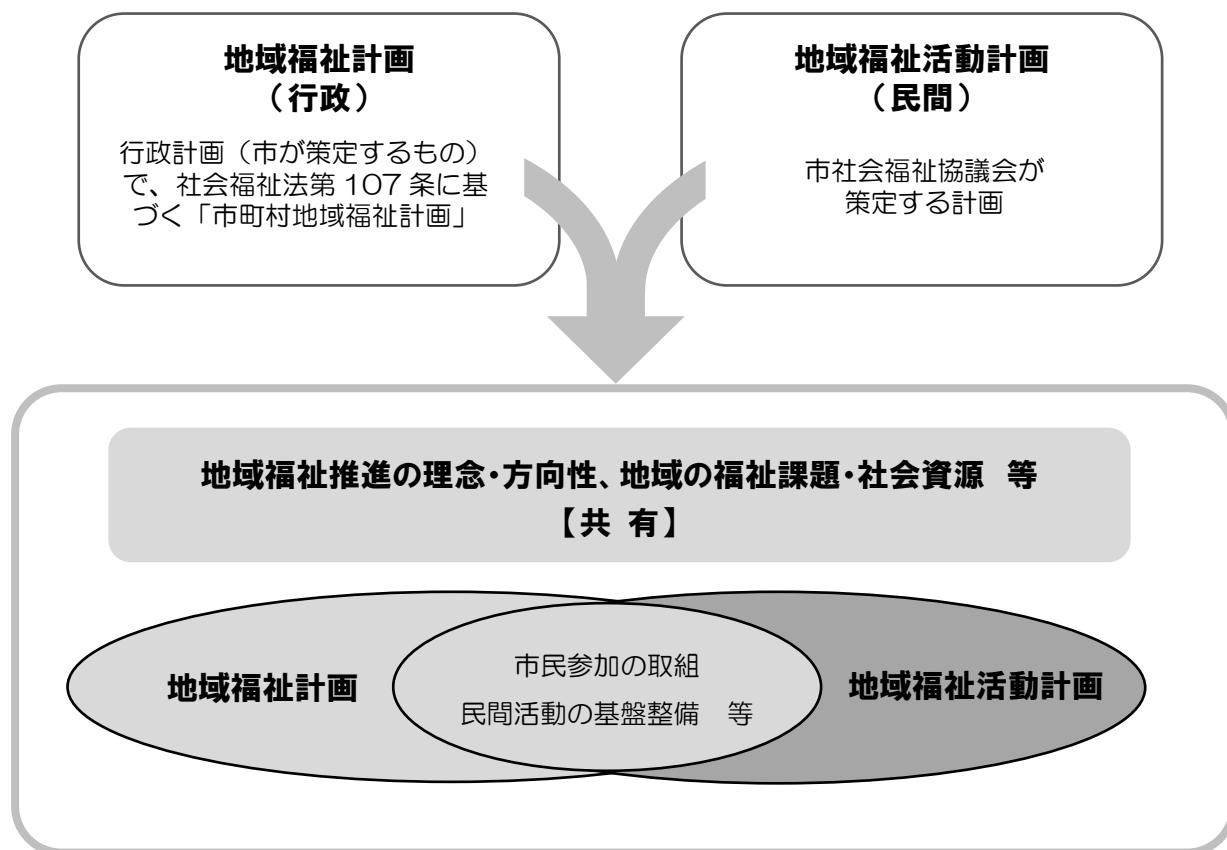 地域福祉計画
（行政）
行政計画（市が策定するもの）
で、社会福祉法第 107 条に基
づく「市町村地域福祉計画」
地域福祉活動計画
（民間）
市社会福祉協議会が
策定する計画
地域福祉推進の理念・方向性、地域の福祉課題・社会資源　等
【共 有】
地域福祉計画
市民参加の取組
民間活動の基盤整備　等
地域福祉活動計画